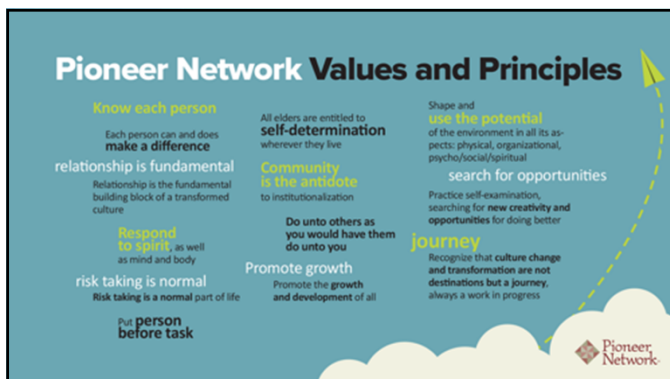 Pioneer Network Values and Principles
Know each person
Each person can and does
make a difference
relationship is fundamental
Relationship is the fundamental
building block of a transformed
culture
Respond
to spirit, as well
as mind and body
risk taking is normal
Risk taking is a normal part of life
Put person
before task
All elders are entitled to
self-determination
wherever they live
Community
is the antidote
to institutionalization
Do unto others as
you would have them
do unto you
Promote growth
Promote the growth
and development of all
Shape and
use the potential
of the environment in all its as-
pects: physical, organizational,
psycho/social/spiritual
search for opportunities
Practice self-examination,
searching for new creativity and
opportunities for doing better
journey
Recognize that culture change
and transformation are not
destinations but a journey,
always a work in progress
Pioneer
Network